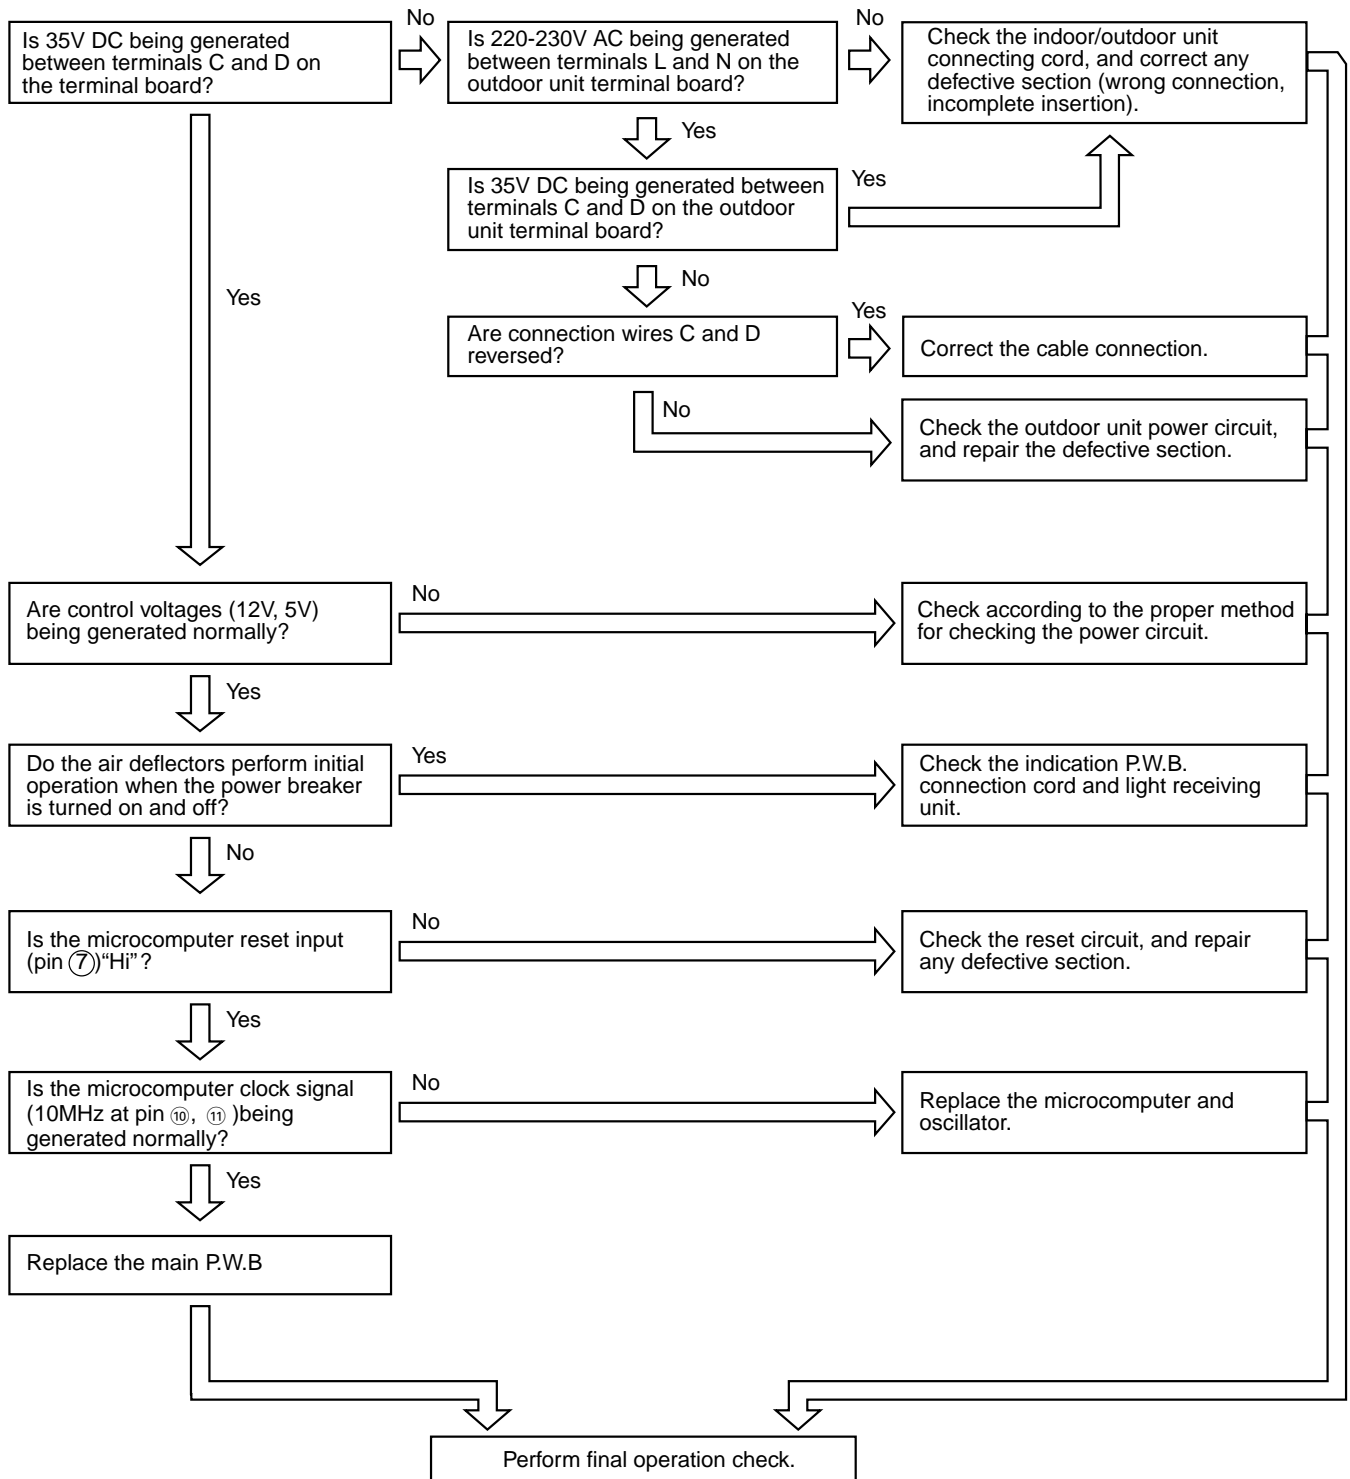 Is 35V DC being generated
between terminals C and D on
the terminal board?
No
Is 220-230V AC being generated
between terminals L and N on the
outdoor unit terminal board?
No
Check the indoor/outdoor unit
connecting cord, and correct any
defective section (wrong connection,
incomplete insertion).
Yes
Is 35V DC being generated between
terminals C and D on the outdoor
unit terminal board?
Yes
No
Yes
Are connection wires C and D
reversed?
Yes
Correct the cable connection.
No
Check the outdoor unit power circuit,
and repair the defective section.
Are control voltages (12V, 5V)
being generated normally?
No
Check according to the proper method
for checking the power circuit.
Yes
Do the air deflectors perform initial
operation when the power breaker
is turned on and off?
Yes
Check the indication P.W.B.
connection cord and light receiving
unit.
No
Is the microcomputer reset input
(pin ⑦)“Hi”?
No
Check the reset circuit, and repair
any defective section.
Yes
Is the microcomputer clock signal
(10MHz at pin ⑩, ⑪ )being
generated normally?
No
Replace the microcomputer and
oscillator.
Yes
Replace the main P.W.B
Perform final operation check.